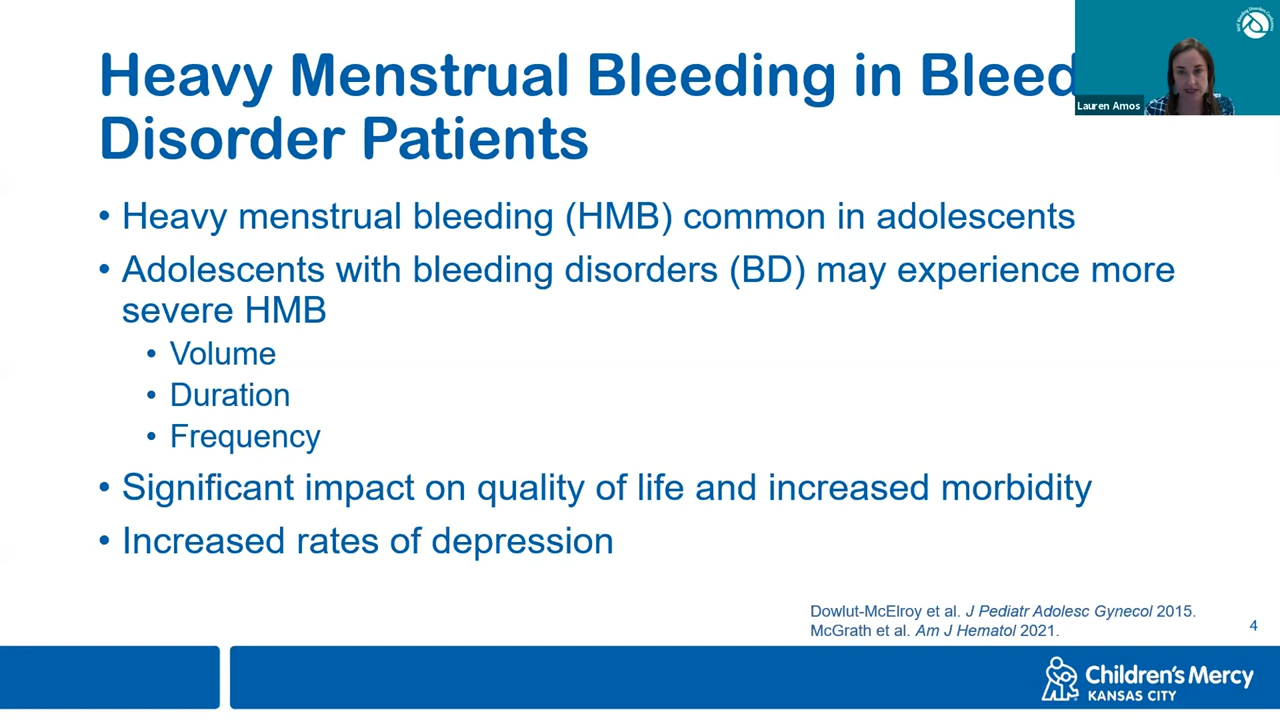 Heavy Menstrual Bleeding in Bleed
Disorder Patients
Lauren Amos
• Heavy menstrual bleeding (HMB) common in adolescents
• Adolescents with bleeding disorders (BD) may experience more
severe HMB
• Volume
• Duration
• Frequency
• Significant impact on quality of life and increased morbidity
• Increased rates of depression
Dowlut-McElroy et al. J Pediatr Adolesc Gynecol 2015.
McGrath et al. Am J Hematol 2021.
4
Children's Mercy
KANSAS CITY